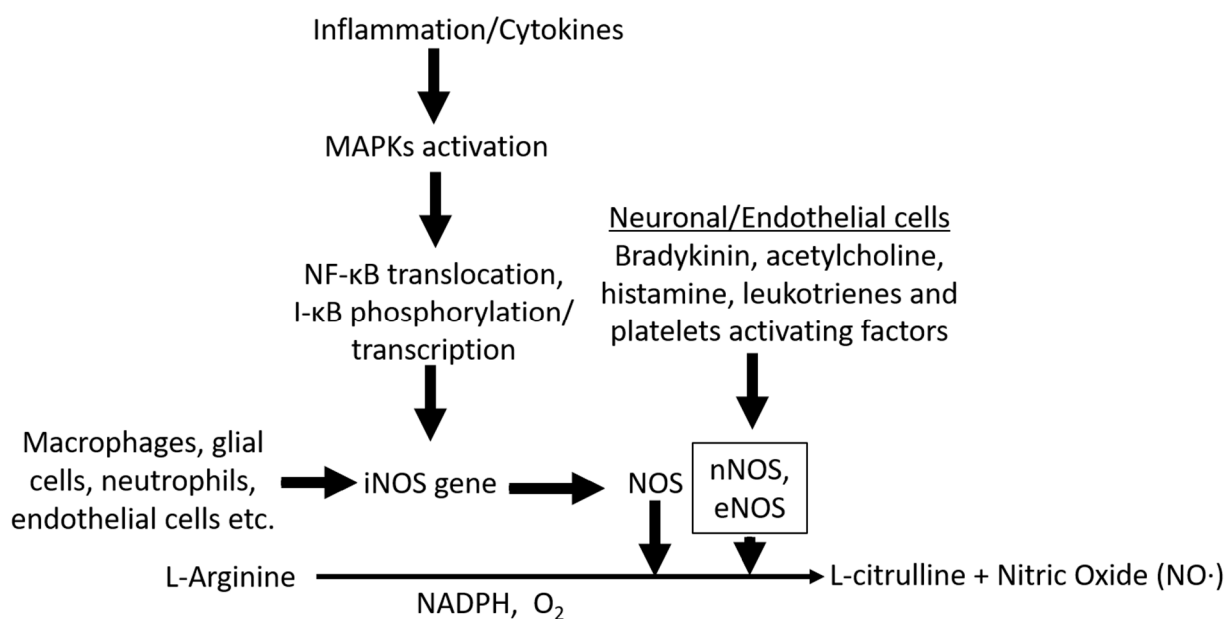 Inflammation/Cytokines
MAPKs activation
NF-κB translocation,
I-κB phosphorylation/
transcription
Neuronal/Endothelial cells
Bradykinin, acetylcholine,
histamine, leukotrienes and
platelets activating factors
Macrophages, glial
cells, neutrophils,
endothelial cells etc.
iNOS gene
NOS
nNOS,
eNOS
L-Arginine
NADPH, O₂
L-citrulline + Nitric Oxide (NO·)